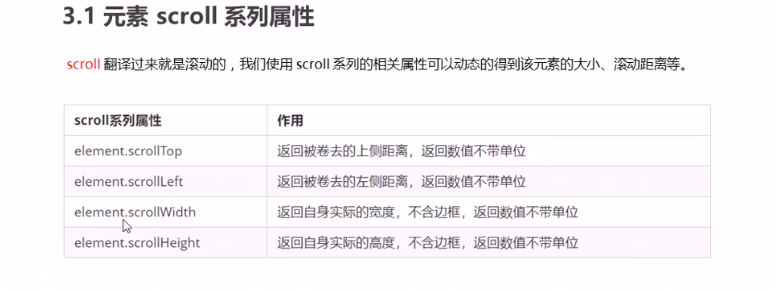 3.1 元素 scroll 系列属性
scroll 翻译过来就是滚动的，我们使用 scroll 系列的相关属性可以动态的得到该元素的大小、滚动距离等。
scroll系列属性 作用
element.scrollTop 返回被卷去的上侧距离，返回数值不带单位
element.scrollLeft 返回被卷去的左侧距离，返回数值不带单位
element.scrollWidth 返回自身实际的宽度，不含边框，返回数值不带单位
element.scrollHeight 返回自身实际的高度，不含边框，返回数值不带单位